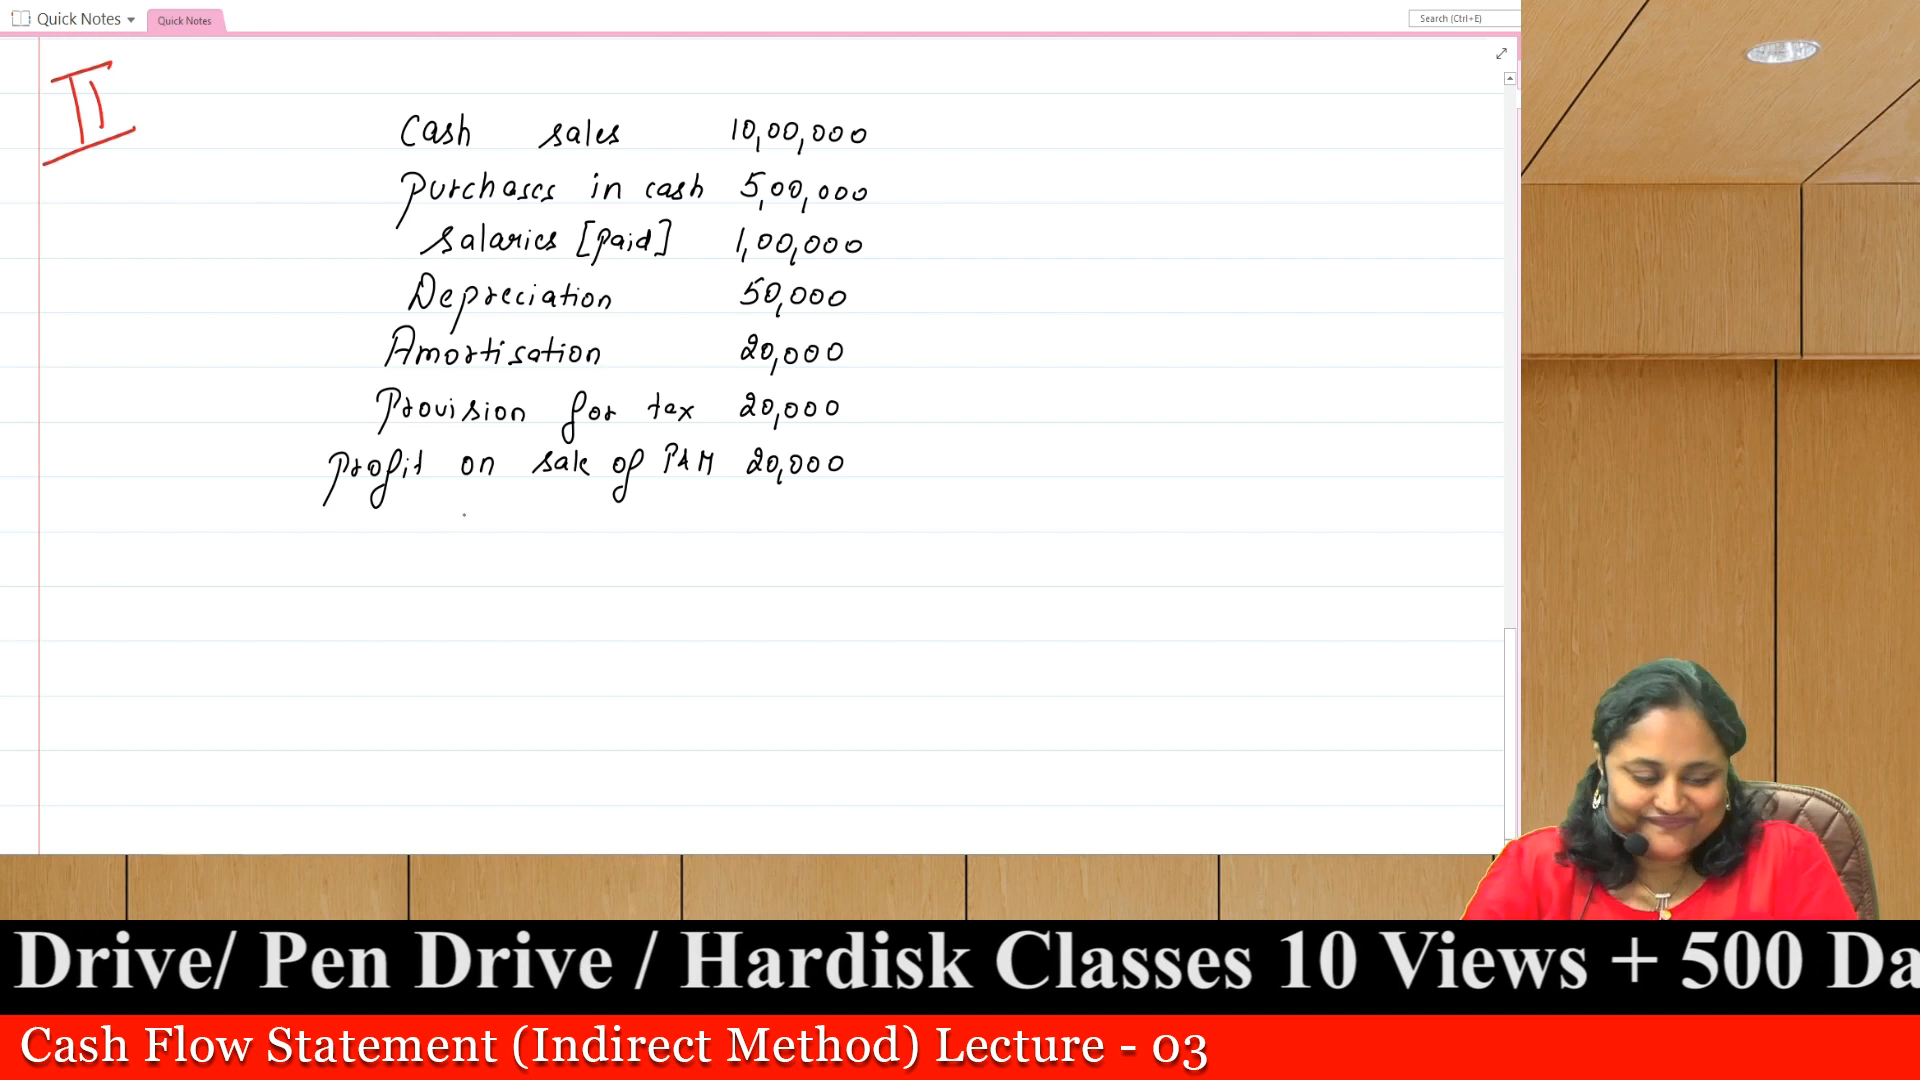 Quick Notes
Quick Notes
Search (Ctrl+E)
II
Cash sales 10,00,000
Purchases in cash 5,00,000
Salaries [paid] 1,00,000
Depreciation 50,000
Amortisation 20,000
Provision for tax 20,000
Profit on sale of P&M 20,000
Drive/ Pen Drive / Hardisk Classes 10 Views + 500 Da
Cash Flow Statement (Indirect Method) Lecture - 03